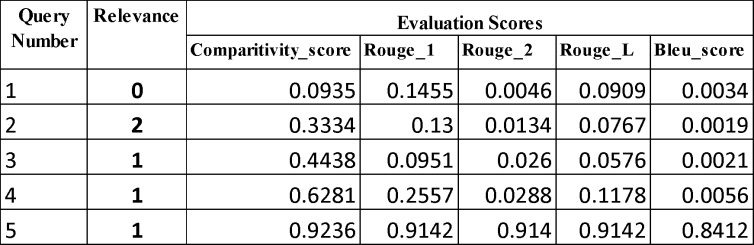 Query Number Relevance Evaluation Scores
Comparitivity_score Rouge_1 Rouge_2 Rouge_L Bleu_score
1 0 0.0935 0.1455 0.0046 0.0909 0.0034
2 2 0.3334 0.13 0.0134 0.0767 0.0019
3 1 0.4438 0.0951 0.026 0.0576 0.0021
4 1 0.6281 0.2557 0.0288 0.1178 0.0056
5 1 0.9236 0.9142 0.914 0.9142 0.8412